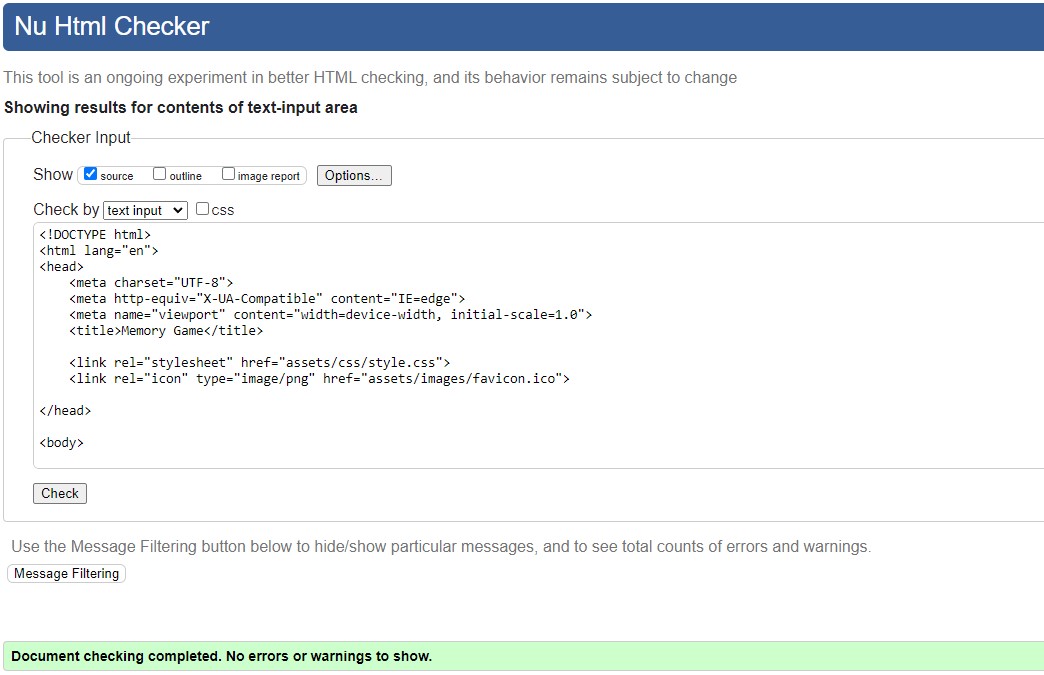 Nu Html Checker
This tool is an ongoing experiment in better HTML checking, and its behavior remains subject to change
Showing results for contents of text-input area
Checker Input
Show source outline image report Options...
Check by text input css
<!DOCTYPE html>
<html lang="en">
<head>
    <meta charset="UTF-8">
    <meta http-equiv="X-UA-Compatible" content="IE=edge">
    <meta name="viewport" content="width=device-width, initial-scale=1.0">
    <title>Memory Game</title>
    <link rel="stylesheet" href="assets/css/style.css">
    <link rel="icon" type="image/png" href="assets/images/favicon.ico">
</head>
<body>
Check
Use the Message Filtering button below to hide/show particular messages, and to see total counts of errors and warnings.
Message Filtering
Document checking completed. No errors or warnings to show.